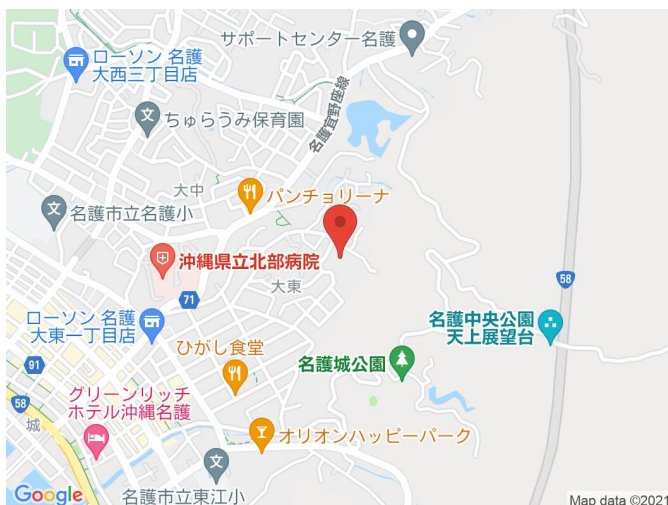 サポートセンター名護
ローソン 名護
大西三丁目店
ちゅらうみ保育園
名護宜野座線
大中
パンチョリーナ
名護市立名護小
沖縄県立北部病院
大東
58
71
ローソン 名護
大東一丁目店
名護中央公園
天上展望台
ひがし食堂
名護城公園
91
グリーンリッチ
ホテル沖縄名護
58
城
オリオンハッピーパーク
名護市立東江小
Google
Map data ©2021